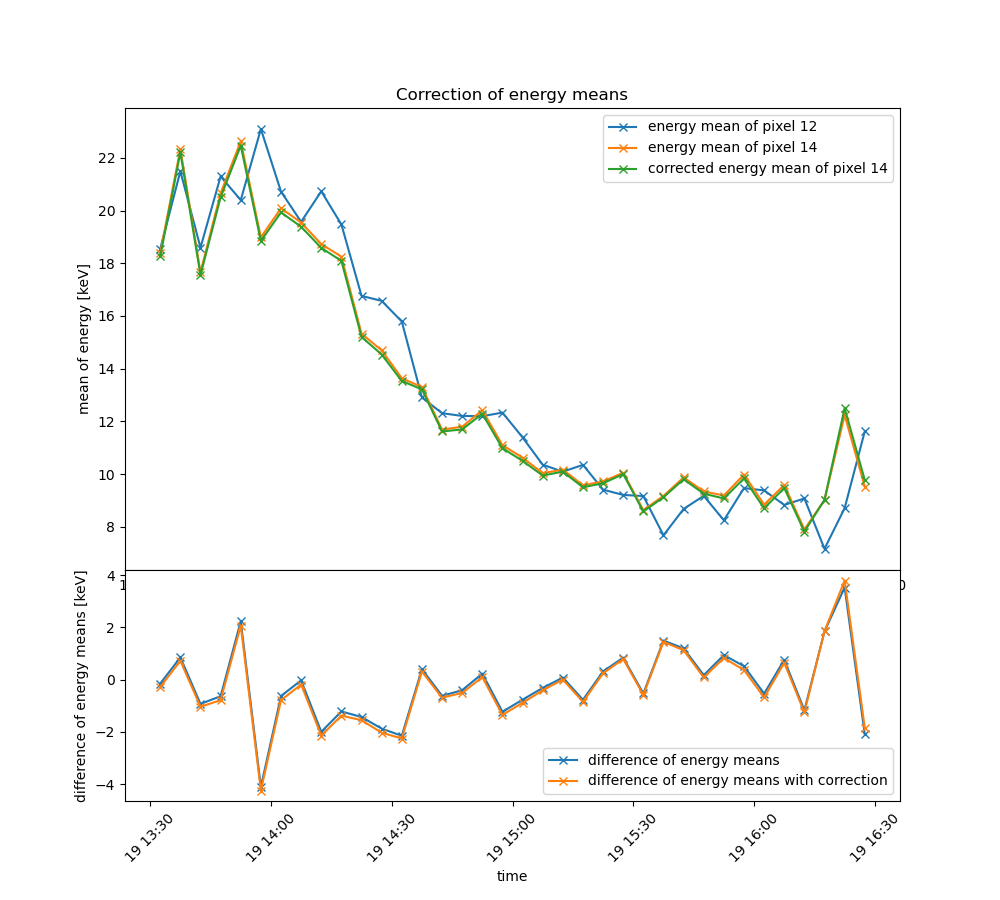 Correction of energy means
energy mean of pixel 12
energy mean of pixel 14
corrected energy mean of pixel 14
mean of energy [keV]
22
20
18
16
14
12
10
8
difference of energy means [keV]
4
2
0
−2
−4
difference of energy means
difference of energy means with correction
19 13:30
19 14:00
19 14:30
19 15:00
19 15:30
19 16:00
19 16:30
time